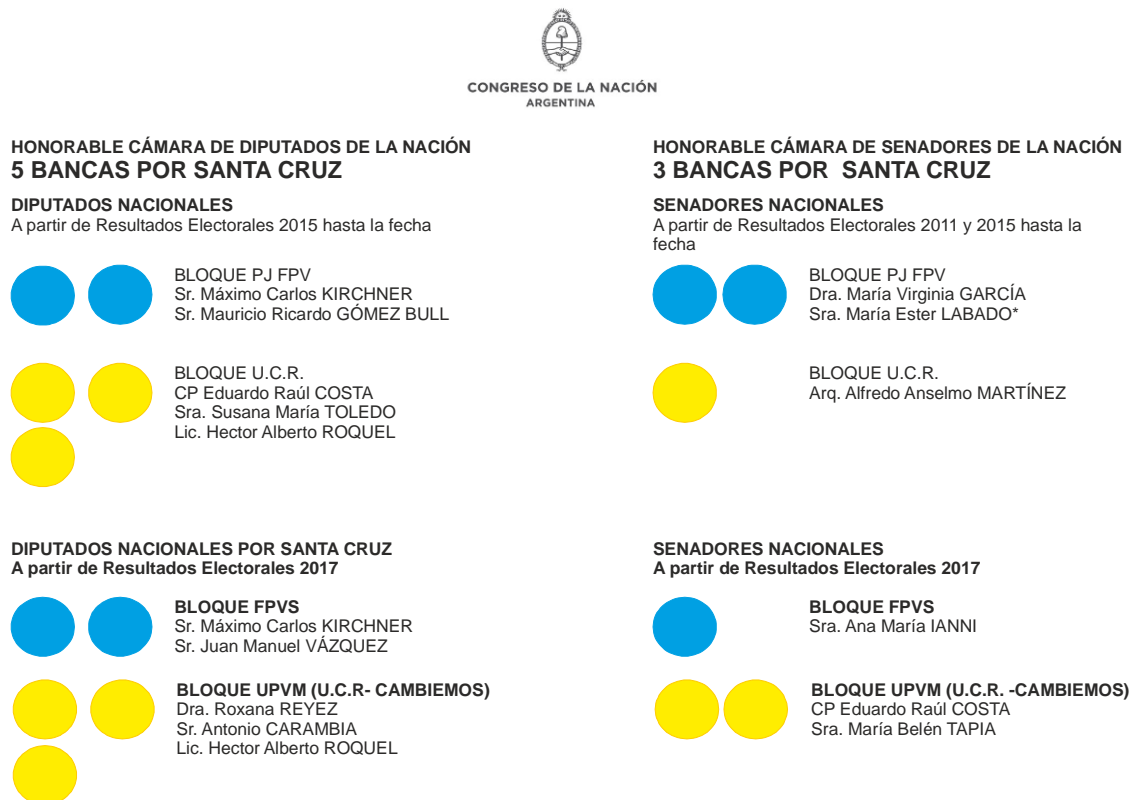 CONGRESO DE LA NACIÓN
ARGENTINA
HONORABLE CÁMARA DE DIPUTADOS DE LA NACIÓN
5 BANCAS POR SANTA CRUZ
DIPUTADOS NACIONALES
A partir de Resultados Electorales 2015 hasta la fecha
BLOQUE PJ FPV
Sr. Máximo Carlos KIRCHNER
Sr. Mauricio Ricardo GÓMEZ BULL
BLOQUE U.C.R.
CP Eduardo Raúl COSTA
Sra. Susana María TOLEDO
Lic. Hector Alberto ROQUEL
HONORABLE CÁMARA DE SENADORES DE LA NACIÓN
3 BANCAS POR SANTA CRUZ
SENADORES NACIONALES
A partir de Resultados Electorales 2011 y 2015 hasta la
fecha
BLOQUE PJ FPV
Dra. María Virginia GARCÍA
Sra. María Ester LABADO*
BLOQUE U.C.R.
Arq. Alfredo Anselmo MARTÍNEZ
DIPUTADOS NACIONALES POR SANTA CRUZ
A partir de Resultados Electorales 2017
BLOQUE FPVS
Sr. Máximo Carlos KIRCHNER
Sr. Juan Manuel VÁZQUEZ
BLOQUE UPVM (U.C.R- CAMBIEMOS)
Dra. Roxana REYEZ
Sr. Antonio CARAMBIA
Lic. Hector Alberto ROQUEL
SENADORES NACIONALES
A partir de Resultados Electorales 2017
BLOQUE FPVS
Sra. Ana María IANNI
BLOQUE UPVM (U.C.R. -CAMBIEMOS)
CP Eduardo Raúl COSTA
Sra. María Belén TAPIA